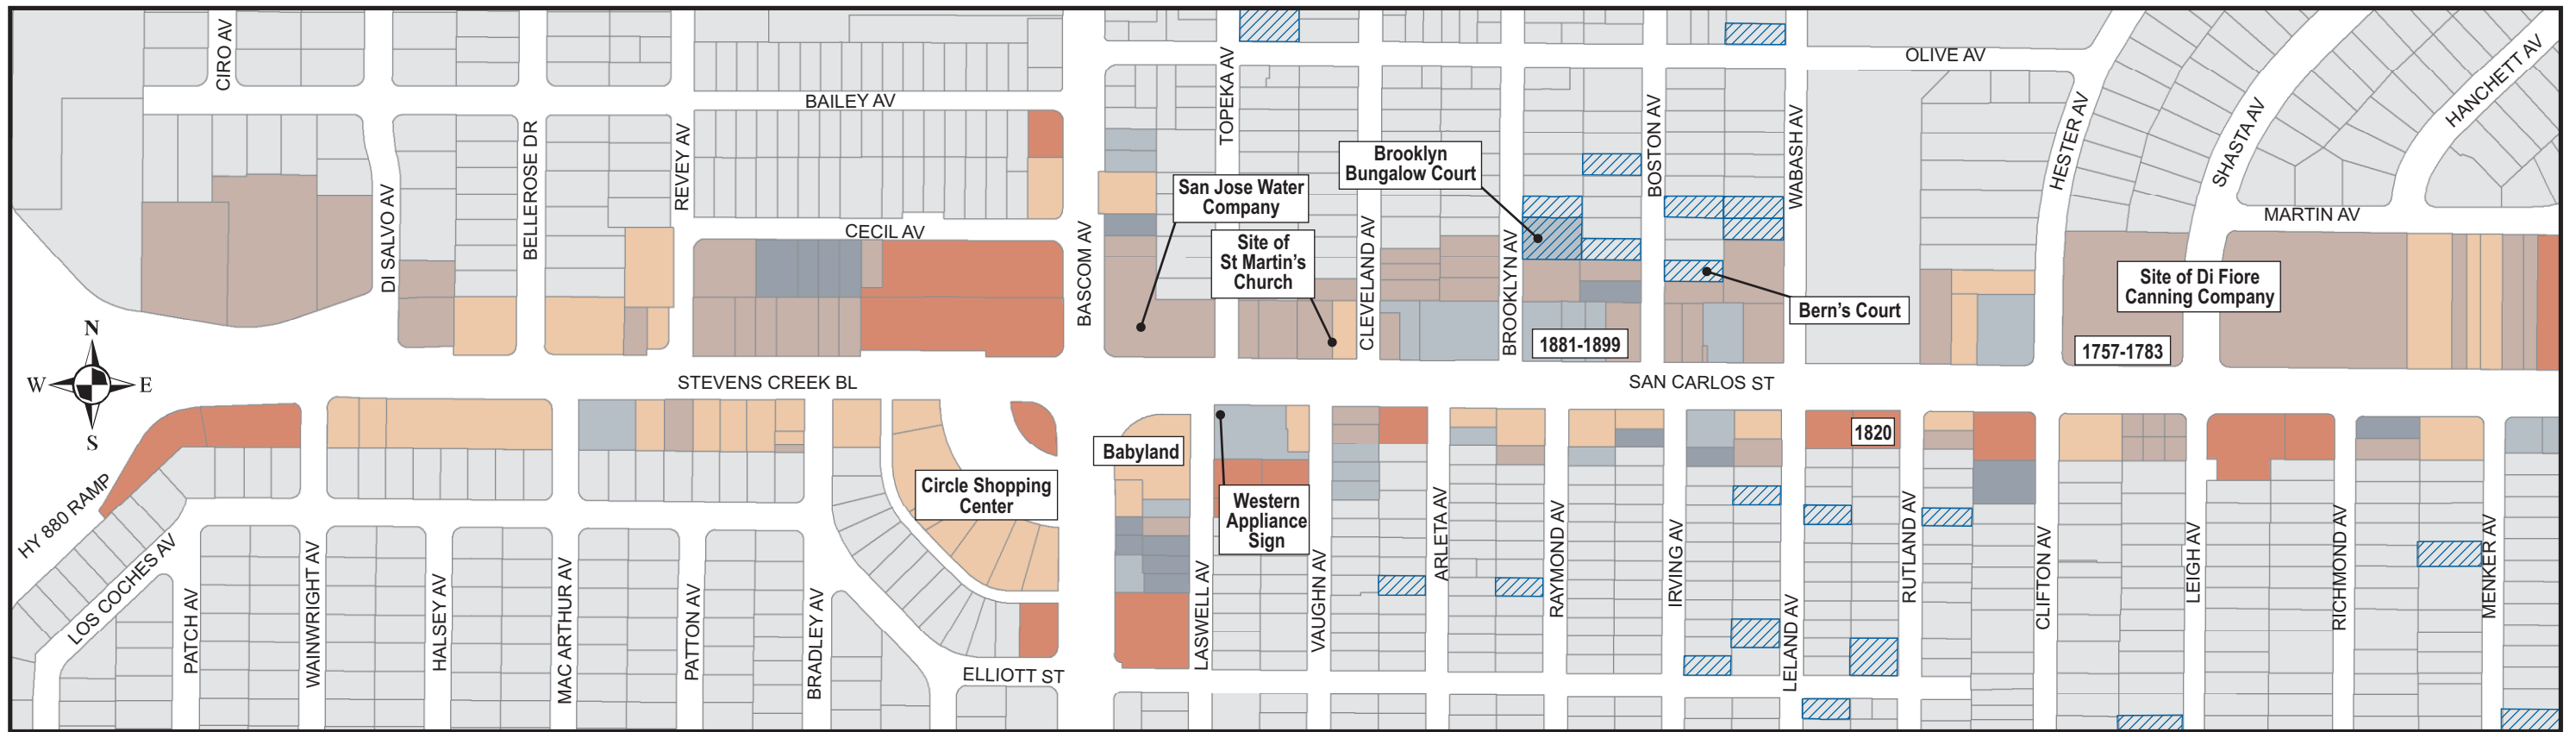 CIRO AV
TOPEKA AV
OLIVE AV
HANCHETT AV
BAILEY AV
BELLEROSE DR
REVEY AV
BOSTON AV
WABASH AV
HESTER AV
SHASTA AV
Brooklyn
Bungalow Court
San Jose Water
Company
DI SALVO AV
CECIL AV
BASCOM AV
Site of
St Martin's
Church
CLEVELAND AV
BROOKLYN AV
MARTIN AV
Site of Di Fiore
Canning Company
Bern's Court
1881-1899
1757-1783
N
W
E
S
STEVENS CREEK BL
SAN CARLOS ST
Babyland
1820
Circle Shopping
Center
Western
Appliance
Sign
HY 880 RAMP
LOS COCHES AV
PATCH AV
WAINWRIGHT AV
HALSEY AV
MAC ARTHUR AV
PATTON AV
BRADLEY AV
ELLIOTT ST
LASWELL AV
VAUGHN AV
ARLETA AV
RAYMOND AV
IRVING AV
LELAND AV
RUTLAND AV
CLIFTON AV
LEIGH AV
RICHMOND AV
MENKER AV